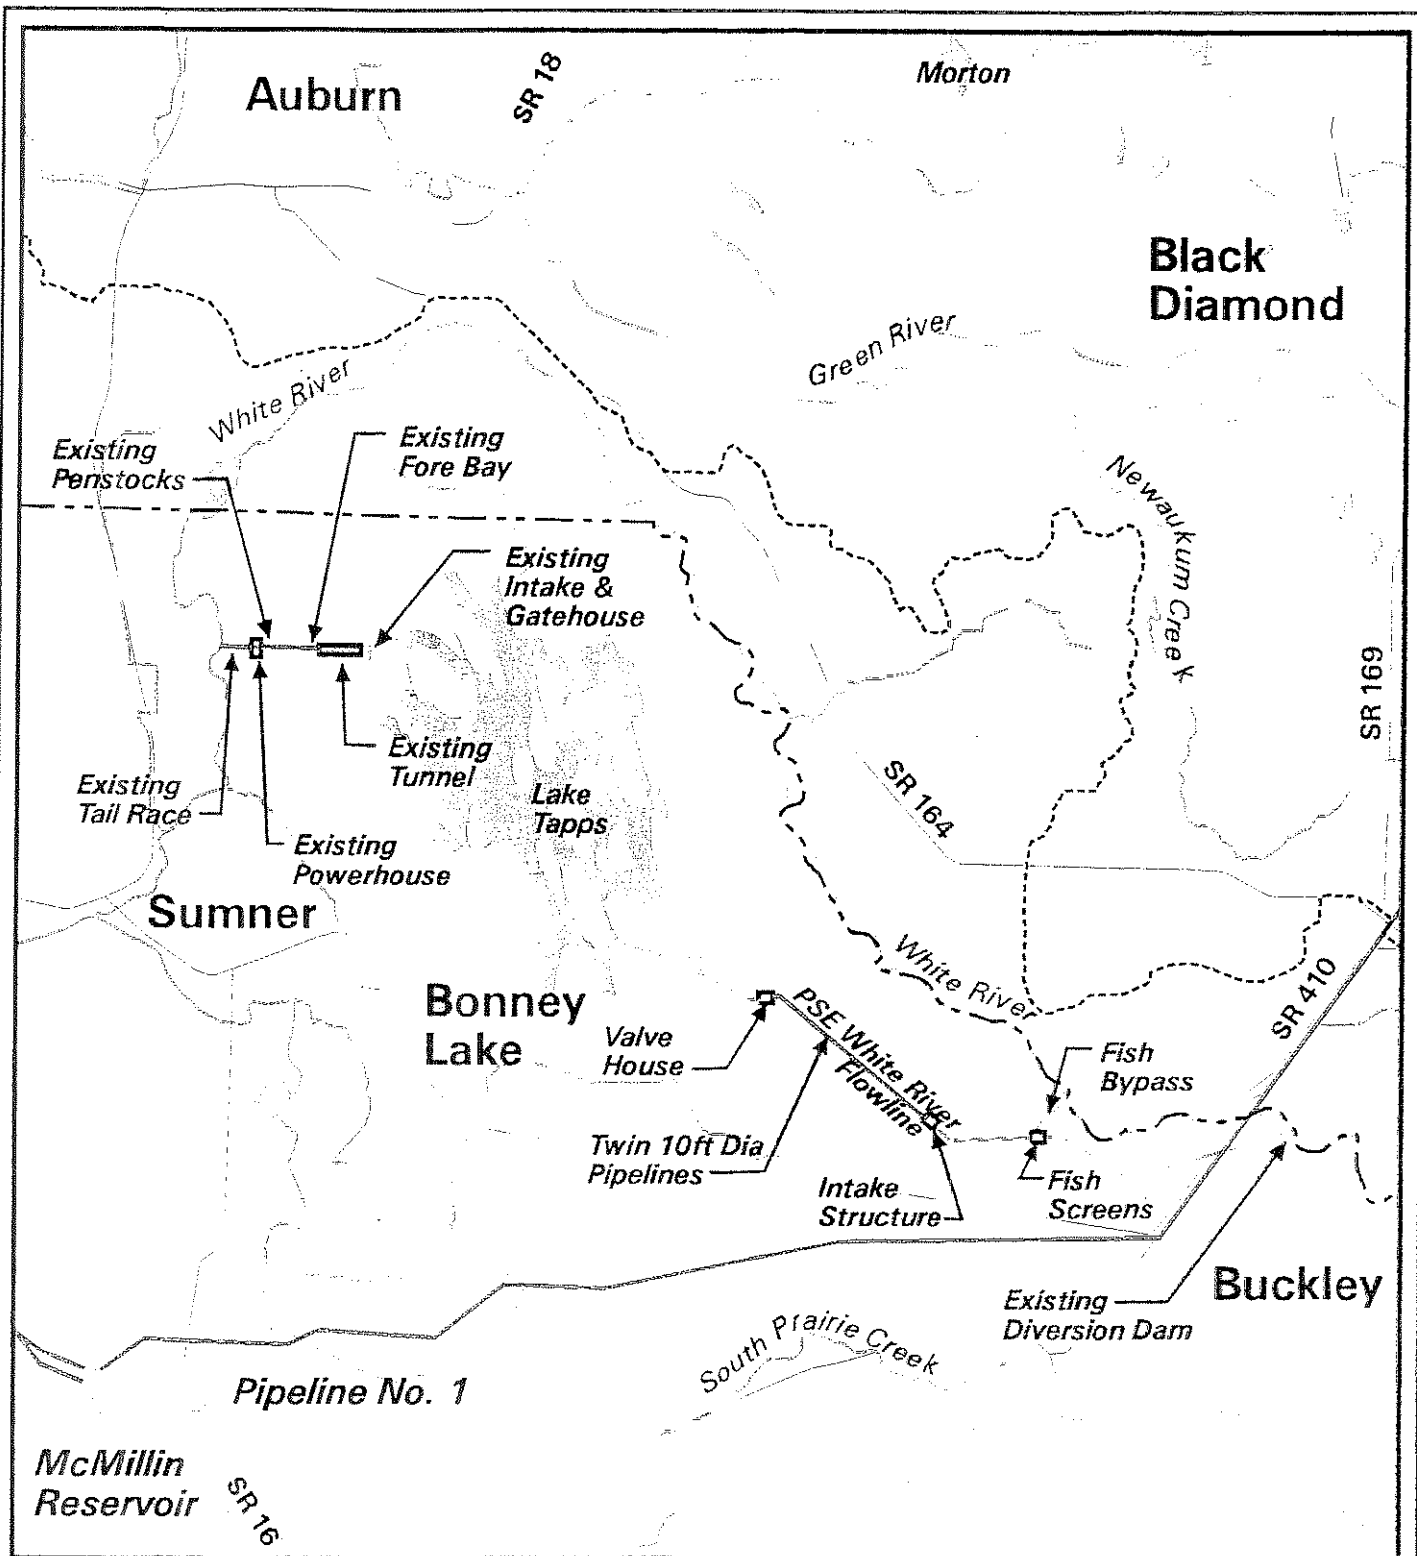 Auburn
SR 18
Morton
Black
Diamond
Green River
White River
Existing
Penstocks
Existing
Fore Bay
Newaukum Creek
Existing
Intake &
Gatehouse
SR 169
Existing
Tunnel
Existing
Tail Race
Lake
Tapps
SR 164
Existing
Powerhouse
Sumner
White River
Bonney
Lake
PSE White River
Flowline
SR 410
Valve
House
Fish
Bypass
Twin 10ft Dia
Pipelines
Intake
Structure
Fish
Screens
Buckley
Existing
Diversion Dam
South Prairie Creek
Pipeline No. 1
McMillin
Reservoir
SR 16